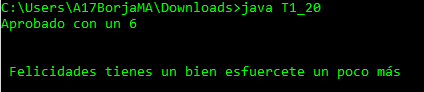 C:\Users\A17BorjaMA\Downloads>java T1_20
Aprobado con un 6
Felicidades tienes un bien esfuercete un poco más